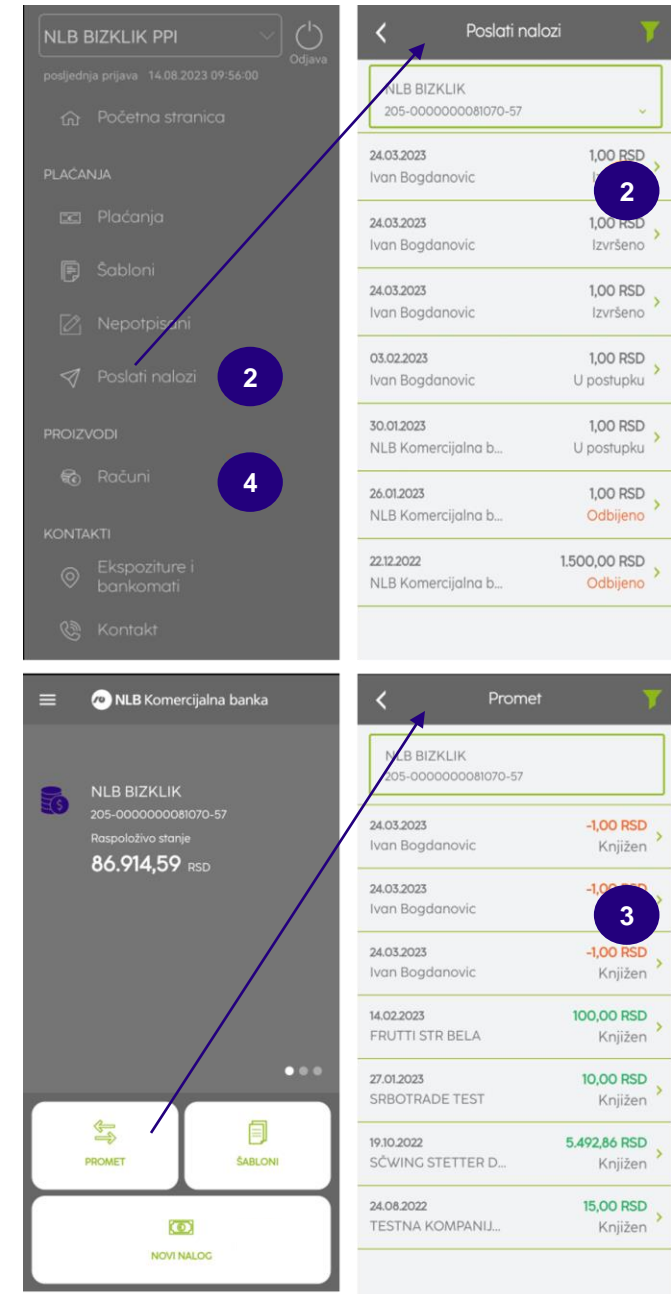 NLB BIZKLIK PPI
Odjava
posljednja prijava 14.08.2023 09:56:00
Početna stranica
PLAĆANJA
Plaćanja
Šabloni
Nepotpisani
Poslati nalozi
2
PROIZVODI
Računi
4
KONTAKTI
Ekspoziture i
bankomati
Kontakt
Poslati nalozi
NLB BIZKLIK
205-0000000081070-57
24.03.2023 1,00 RSD
Ivan Bogdanovic
2
24.03.2023 1,00 RSD
Ivan Bogdanovic Izvršeno
24.03.2023 1,00 RSD
Ivan Bogdanovic Izvršeno
03.02.2023 1,00 RSD
Ivan Bogdanovic U postupku
30.01.2023 1,00 RSD
NLB Komercijalna b... U postupku
26.01.2023 1,00 RSD
NLB Komercijalna b... Odbijeno
22.12.2022 1.500,00 RSD
NLB Komercijalna b... Odbijeno
NLB Komercijalna banka
NLB BIZKLIK
205-0000000081070-57
Raspoloživo stanje
86.914,59 RSD
PROMET
ŠABLONI
NOVI NALOG
Promet
NLB BIZKLIK
205-0000000081070-57
24.03.2023 -1,00 RSD
Ivan Bogdanovic Knjižen
24.03.2023 -1,00 RSD
Ivan Bogdanovic
3
24.03.2023 -1,00 RSD
Ivan Bogdanovic Knjižen
14.02.2023 100,00 RSD
FRUTTI STR BELA Knjižen
27.01.2023 10,00 RSD
SRBOTRADE TEST Knjižen
19.10.2022 5.492,86 RSD
SČWING STETTER D... Knjižen
24.08.2022 15,00 RSD
TESTNA KOMPANIJ... Knjižen